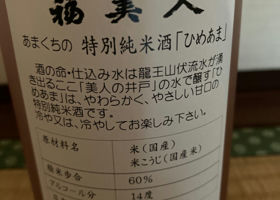 福美人
あまくちの 特別純米酒「ひめあま」
酒の命・仕込み水は龍王山伏流水が湧
き出るここ「美人の井戸」の水で醸す「ひ
めあま」は、やわらかく、やさしい甘口の
特別純米酒です。
冷や又は、冷やしてお楽しみ下さい。
原材料名 米(国産)
米こうじ(国産米)
精米歩合 60%
アルコール分 14度